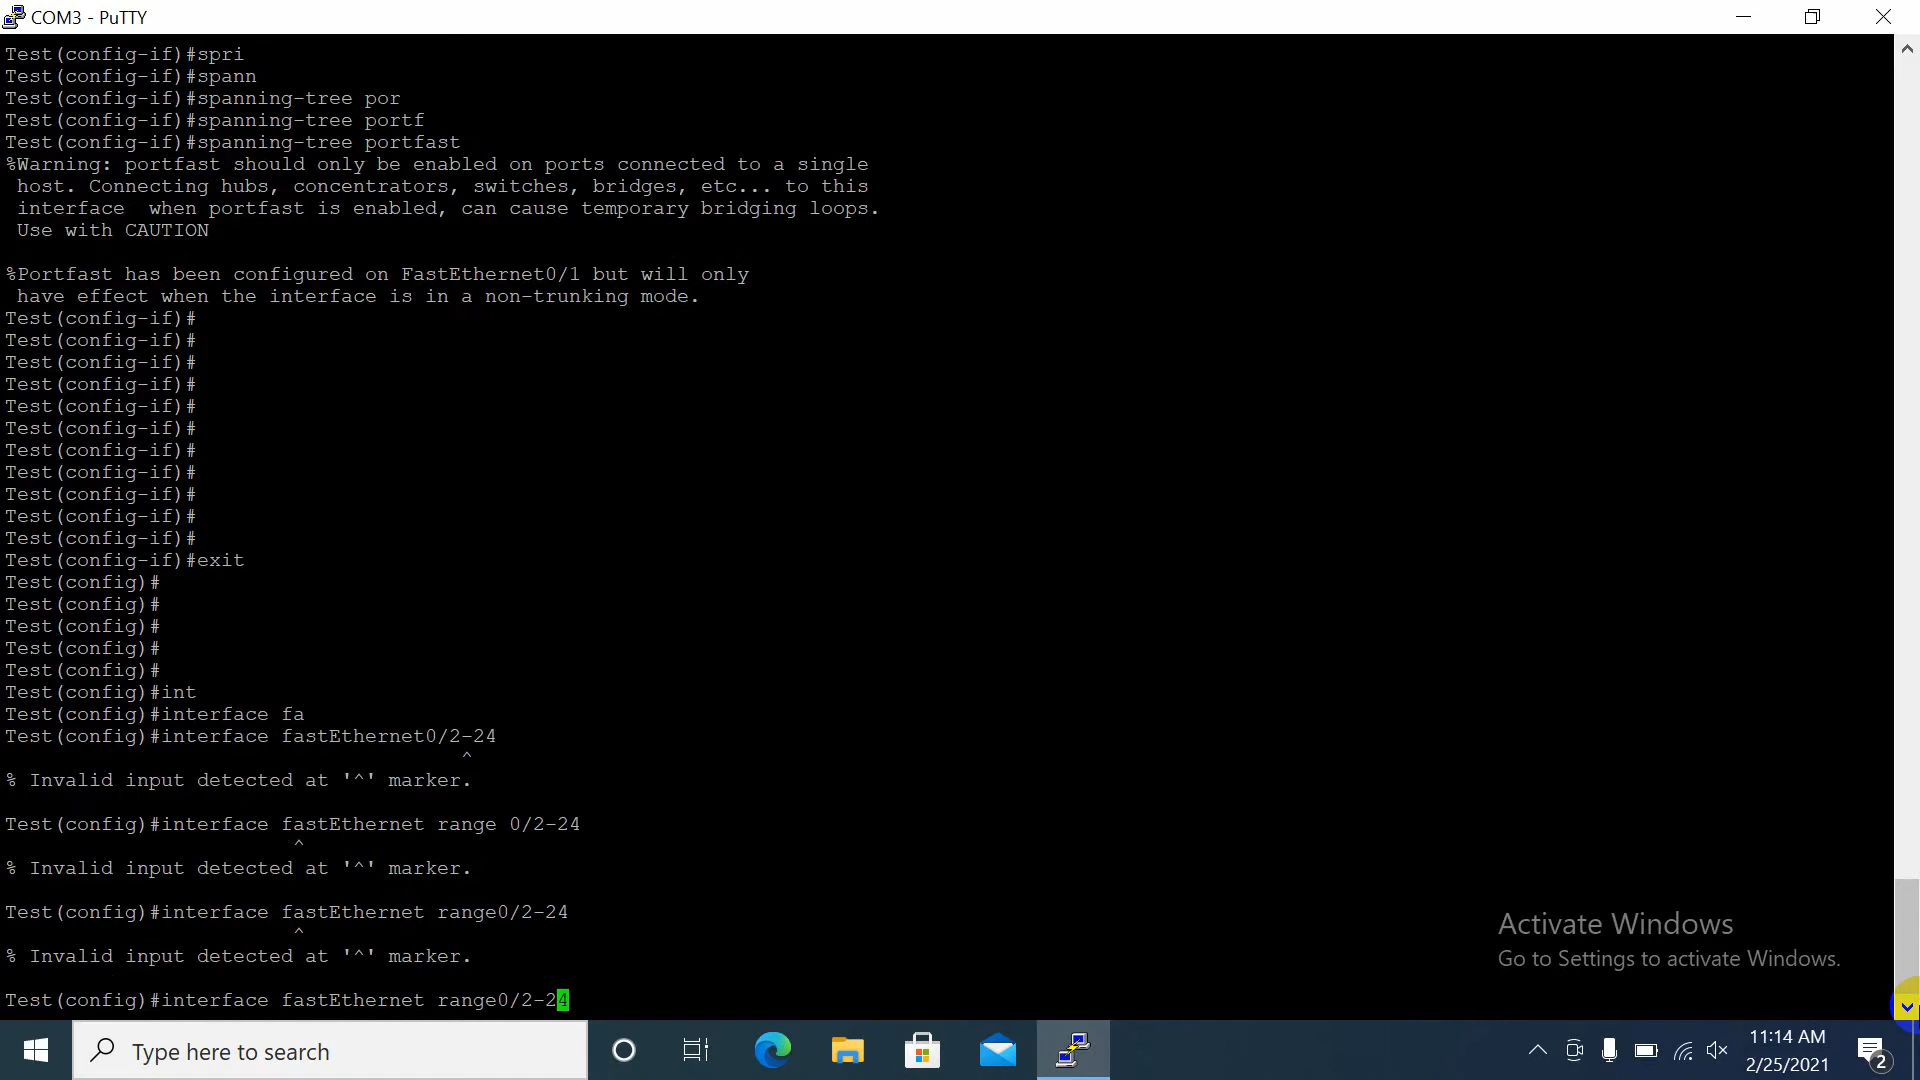 COM3 - PuTTY
Test(config-if)#spri
Test(config-if)#spann
Test(config-if)#spanning-tree por
Test(config-if)#spanning-tree portf
Test(config-if)#spanning-tree portfast
%Warning: portfast should only be enabled on ports connected to a single
host. Connecting hubs, concentrators, switches, bridges, etc... to this
interface  when portfast is enabled, can cause temporary bridging loops.
Use with CAUTION
%Portfast has been configured on FastEthernet0/1 but will only
have effect when the interface is in a non-trunking mode.
Test(config-if)#
Test(config-if)#
Test(config-if)#
Test(config-if)#
Test(config-if)#
Test(config-if)#
Test(config-if)#
Test(config-if)#
Test(config-if)#
Test(config-if)#
Test(config-if)#
Test(config-if)#exit
Test(config)#
Test(config)#
Test(config)#
Test(config)#
Test(config)#
Test(config)#int
Test(config)#interface fa
Test(config)#interface fastEthernet0/2-24
^
% Invalid input detected at '^' marker.
Test(config)#interface fastEthernet range 0/2-24
^
% Invalid input detected at '^' marker.
Test(config)#interface fastEthernet range0/2-24
^
% Invalid input detected at '^' marker.
Test(config)#interface fastEthernet range0/2-24
Activate Windows
Go to Settings to activate Windows.
Type here to search
11:14 AM
2/25/2021
2